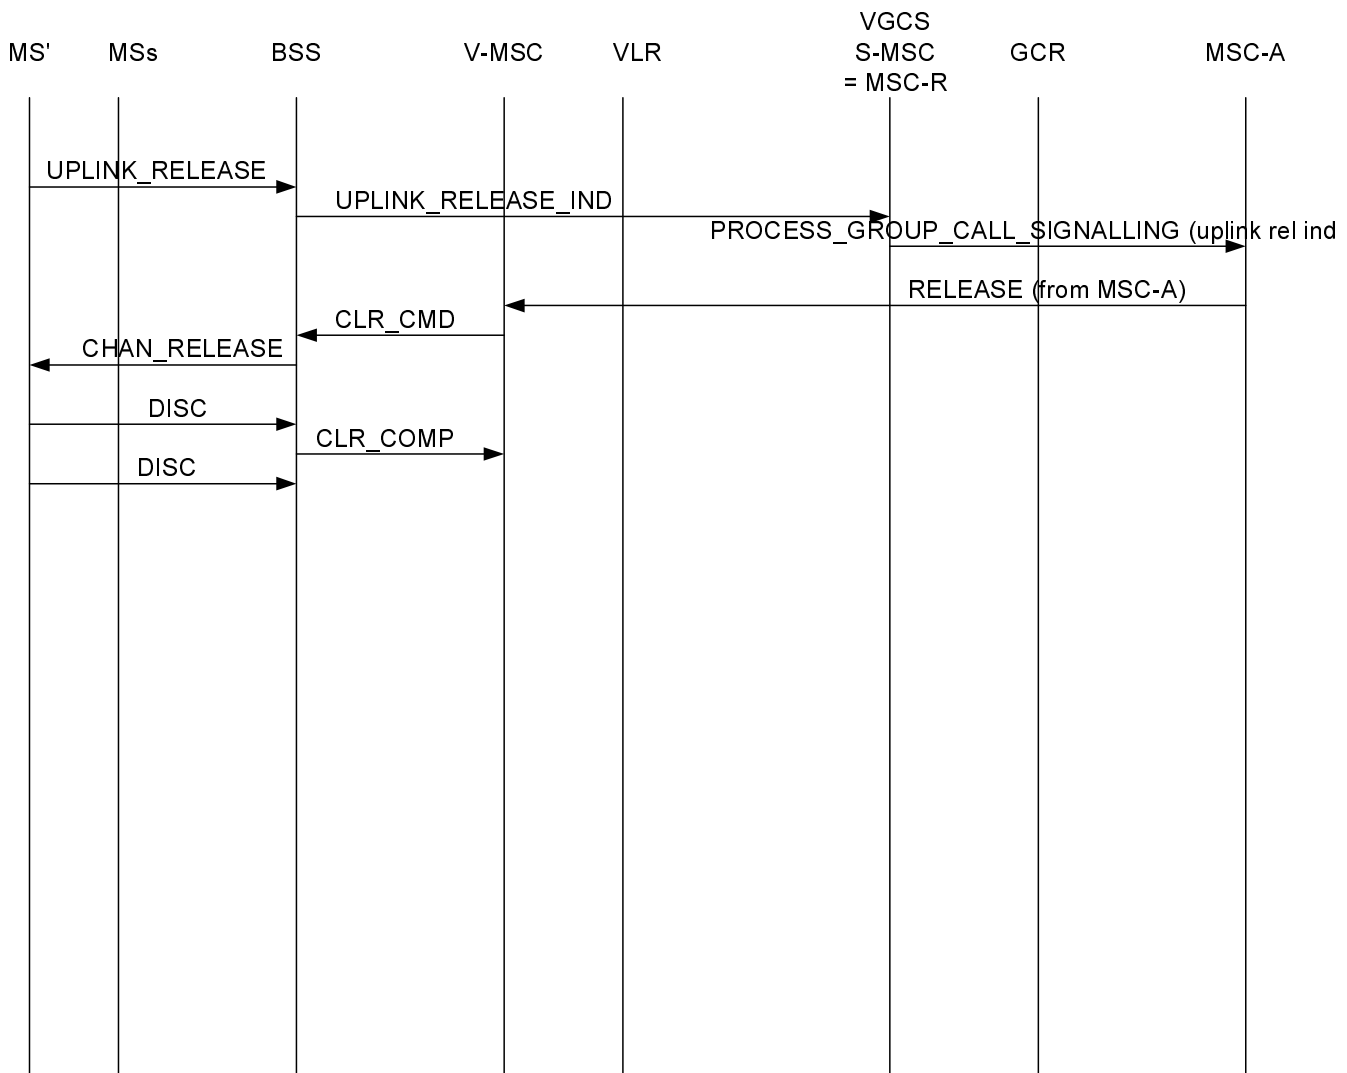 VGCS
MS' MSs BSS V-MSC VLR S-MSC GCR MSC-A
= MSC-R
UPLINK_RELEASE
UPLINK_RELEASE_IND
PROCESS_GROUP_CALL_SIGNALLING (uplink rel ind
RELEASE (from MSC-A)
CLR_CMD
CHAN_RELEASE
DISC
CLR_COMP
DISC